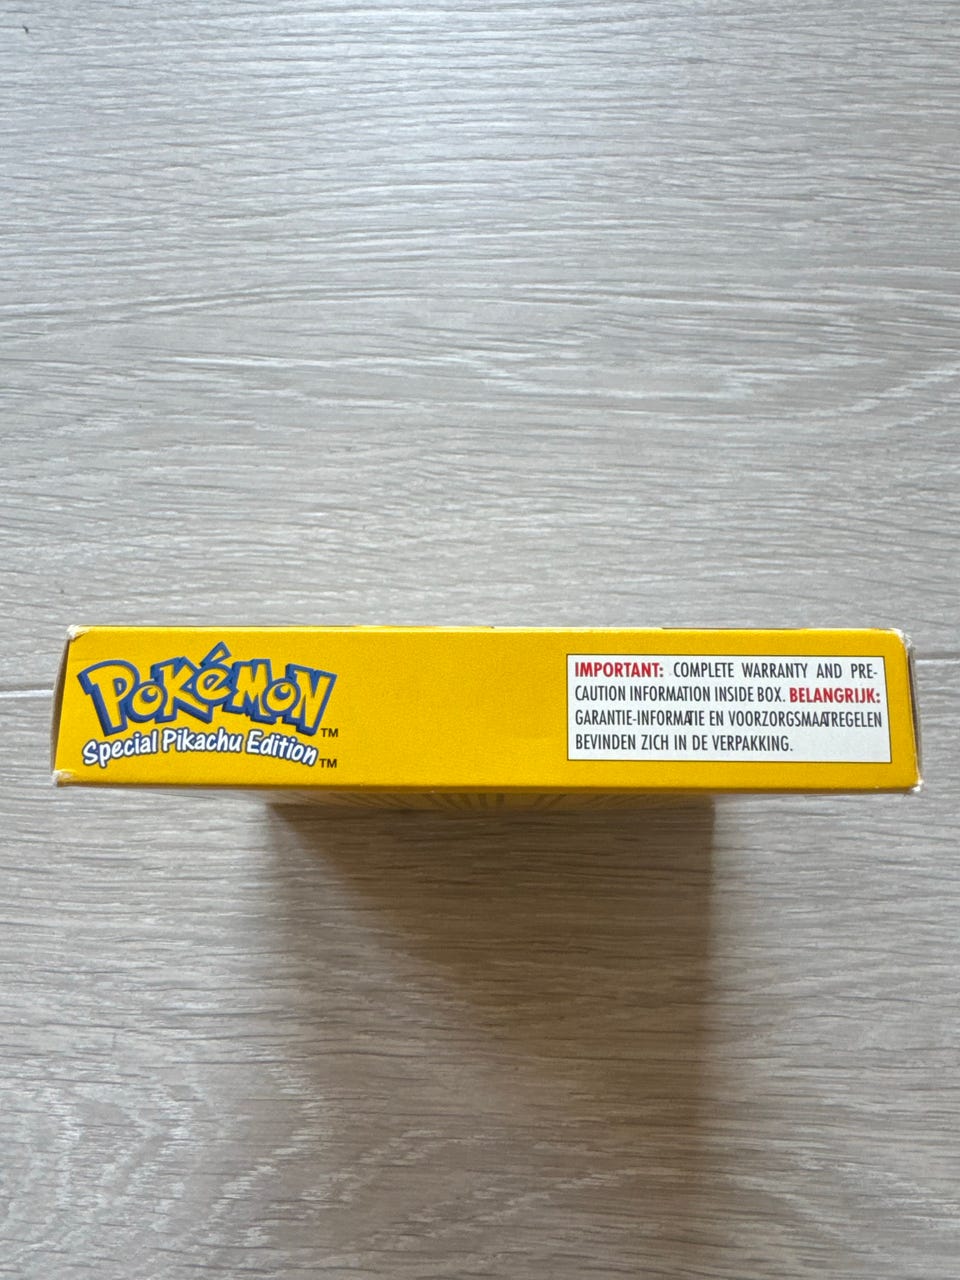 POKéMON™
Special Pikachu Edition™
IMPORTANT: COMPLETE WARRANTY AND PRE-
CAUTION INFORMATION INSIDE BOX. BELANGRIJK:
GARANTIE-INFORMATIE EN VOORZORGSMAATREGELEN
BEVINDEN ZICH IN DE VERPAKKING.